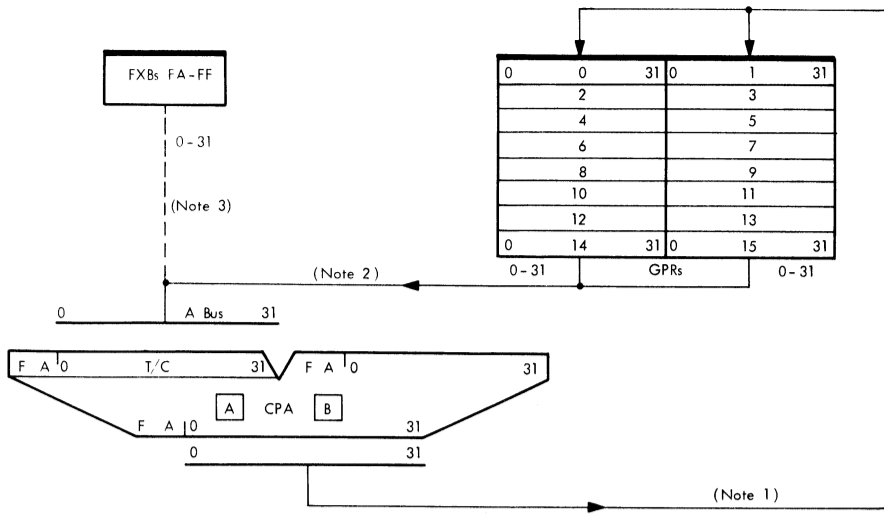 FXBs FA-FF
0-31
(Note 3)
0 0 31 0 1 31
2 3
4 5
6 7
8 9
10 11
12 13
0 14 31 0 15 31
0-31 GPRs 0-31
(Note 2)
0 A Bus 31
F A 0 T/C 31 F A 0 31
A CPA B
F A 0 31
0 31
(Note 1)